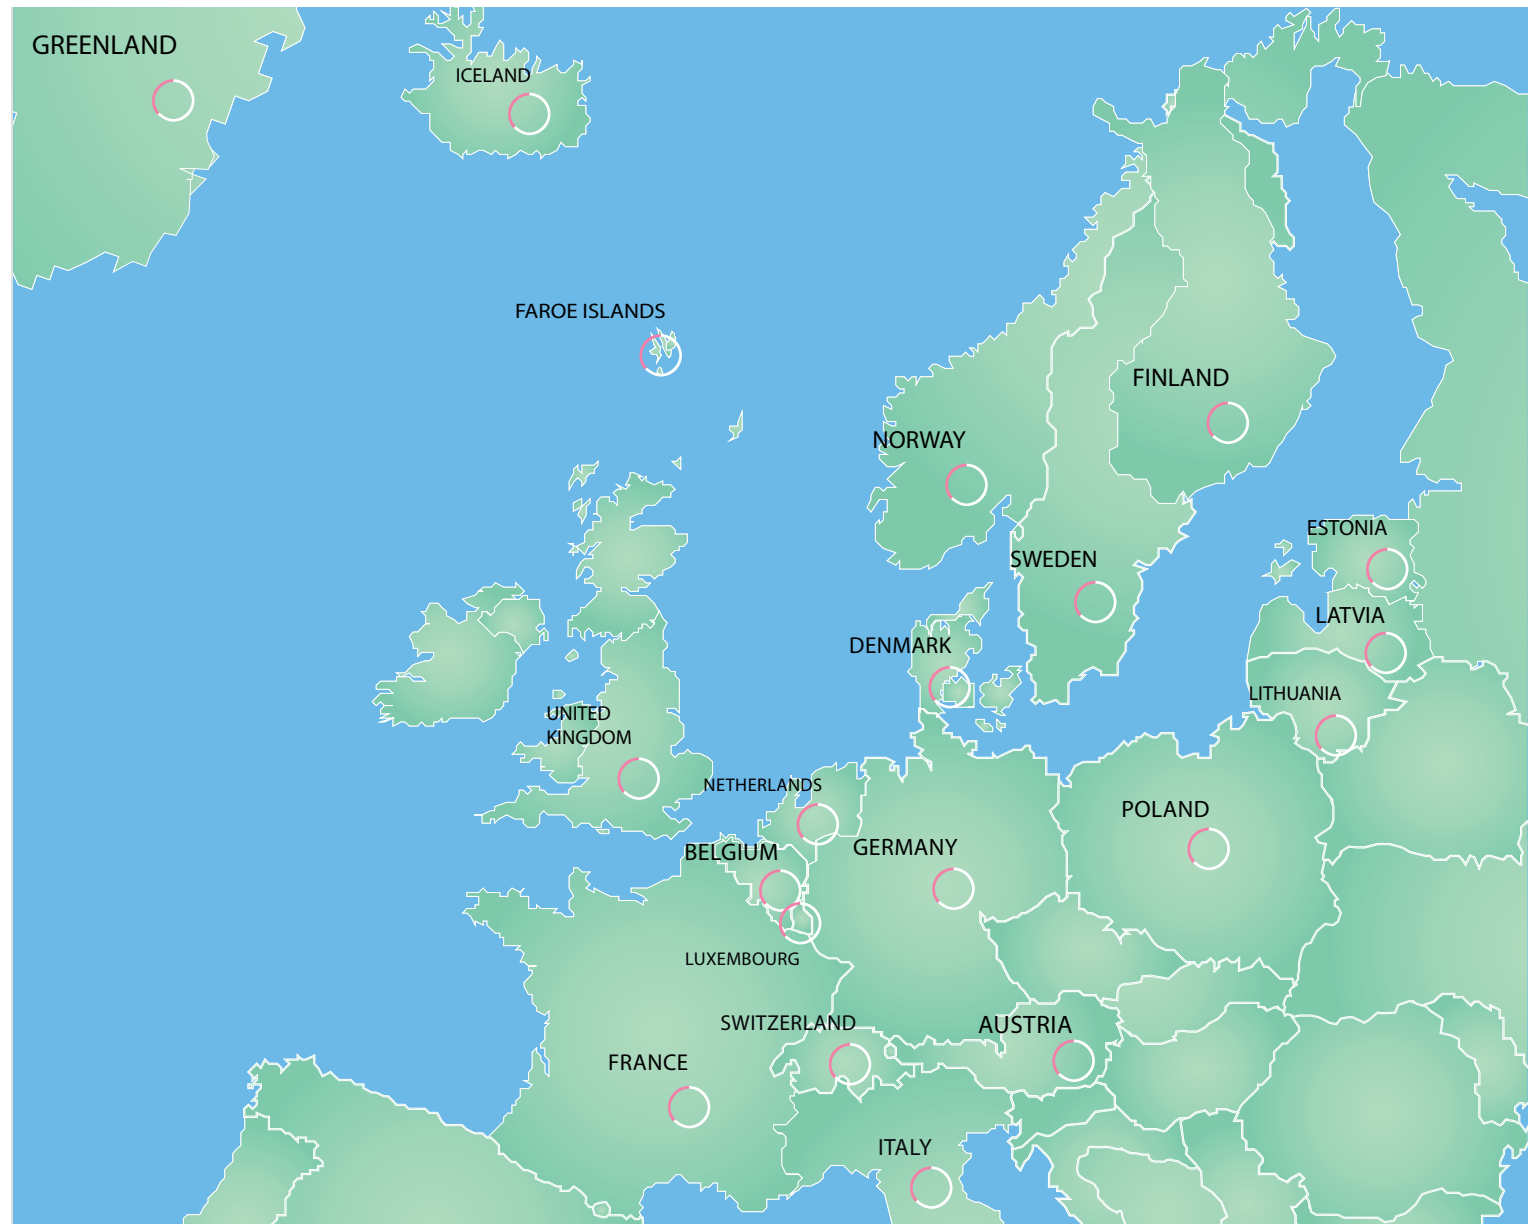 GREENLAND
ICELAND
FAROE ISLANDS
FINLAND
NORWAY
ESTONIA
SWEDEN
LATVIA
DENMARK
LITHUANIA
UNITED
KINGDOM
NETHERLANDS
POLAND
BELGIUM
GERMANY
LUXEMBOURG
SWITZERLAND
AUSTRIA
FRANCE
ITALY